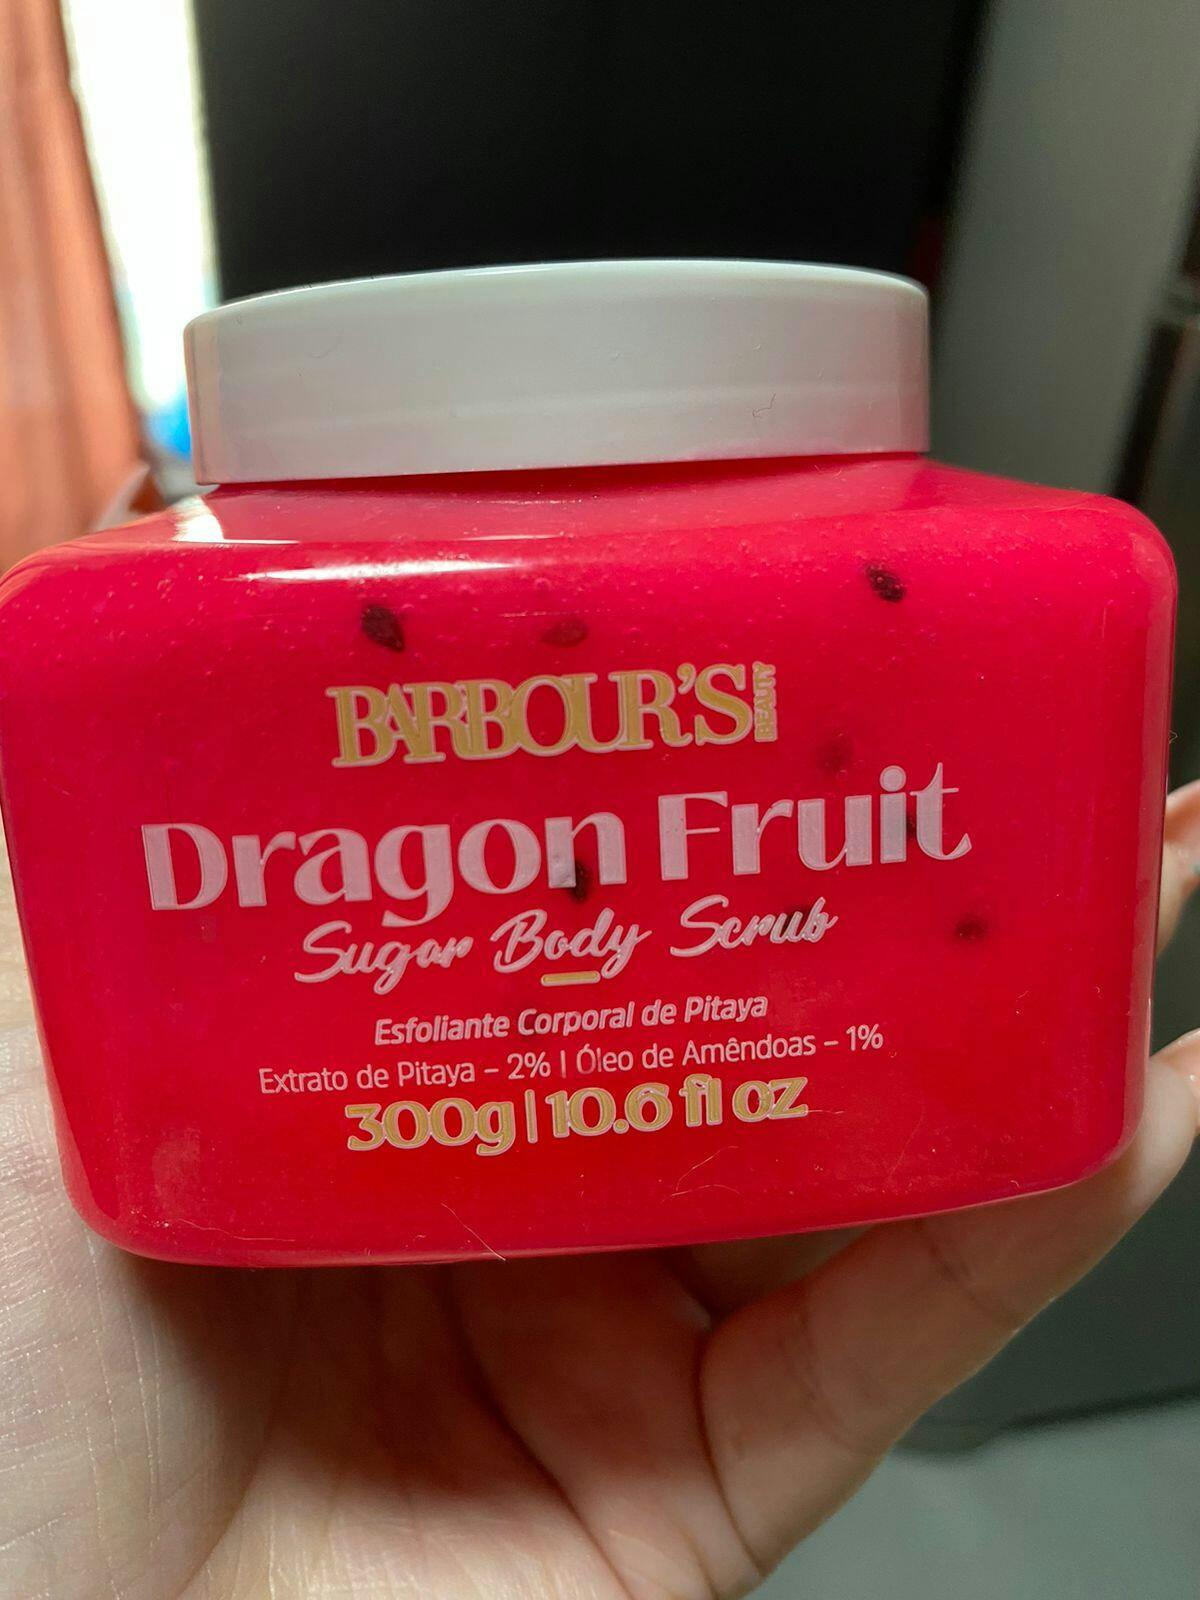 BARBOUR'S BEAUTY
Dragon Fruit
Sugar Body Scrub
Esfoliante Corporal de Pitaya
Extrato de Pitaya – 2% | Óleo de Amêndoas – 1%
300g | 10.6 fl oz